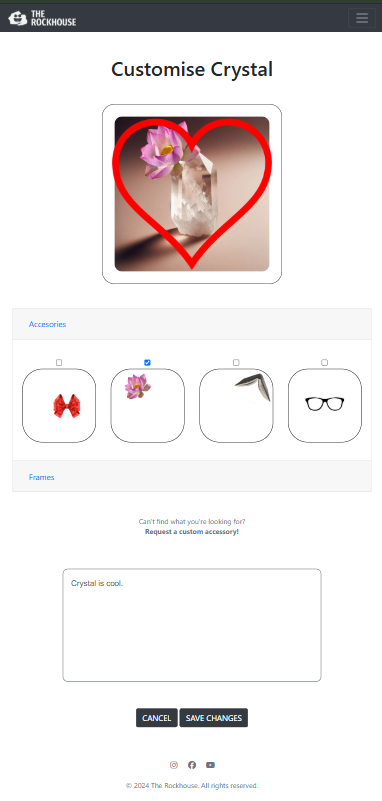 THE
ROCKHOUSE
Customise Crystal
Accesories
Frames
Can't find what you're looking for?
Request a custom accessory!
Crystal is cool.
CANCEL SAVE CHANGES
© 2024 The Rockhouse. All rights reserved.